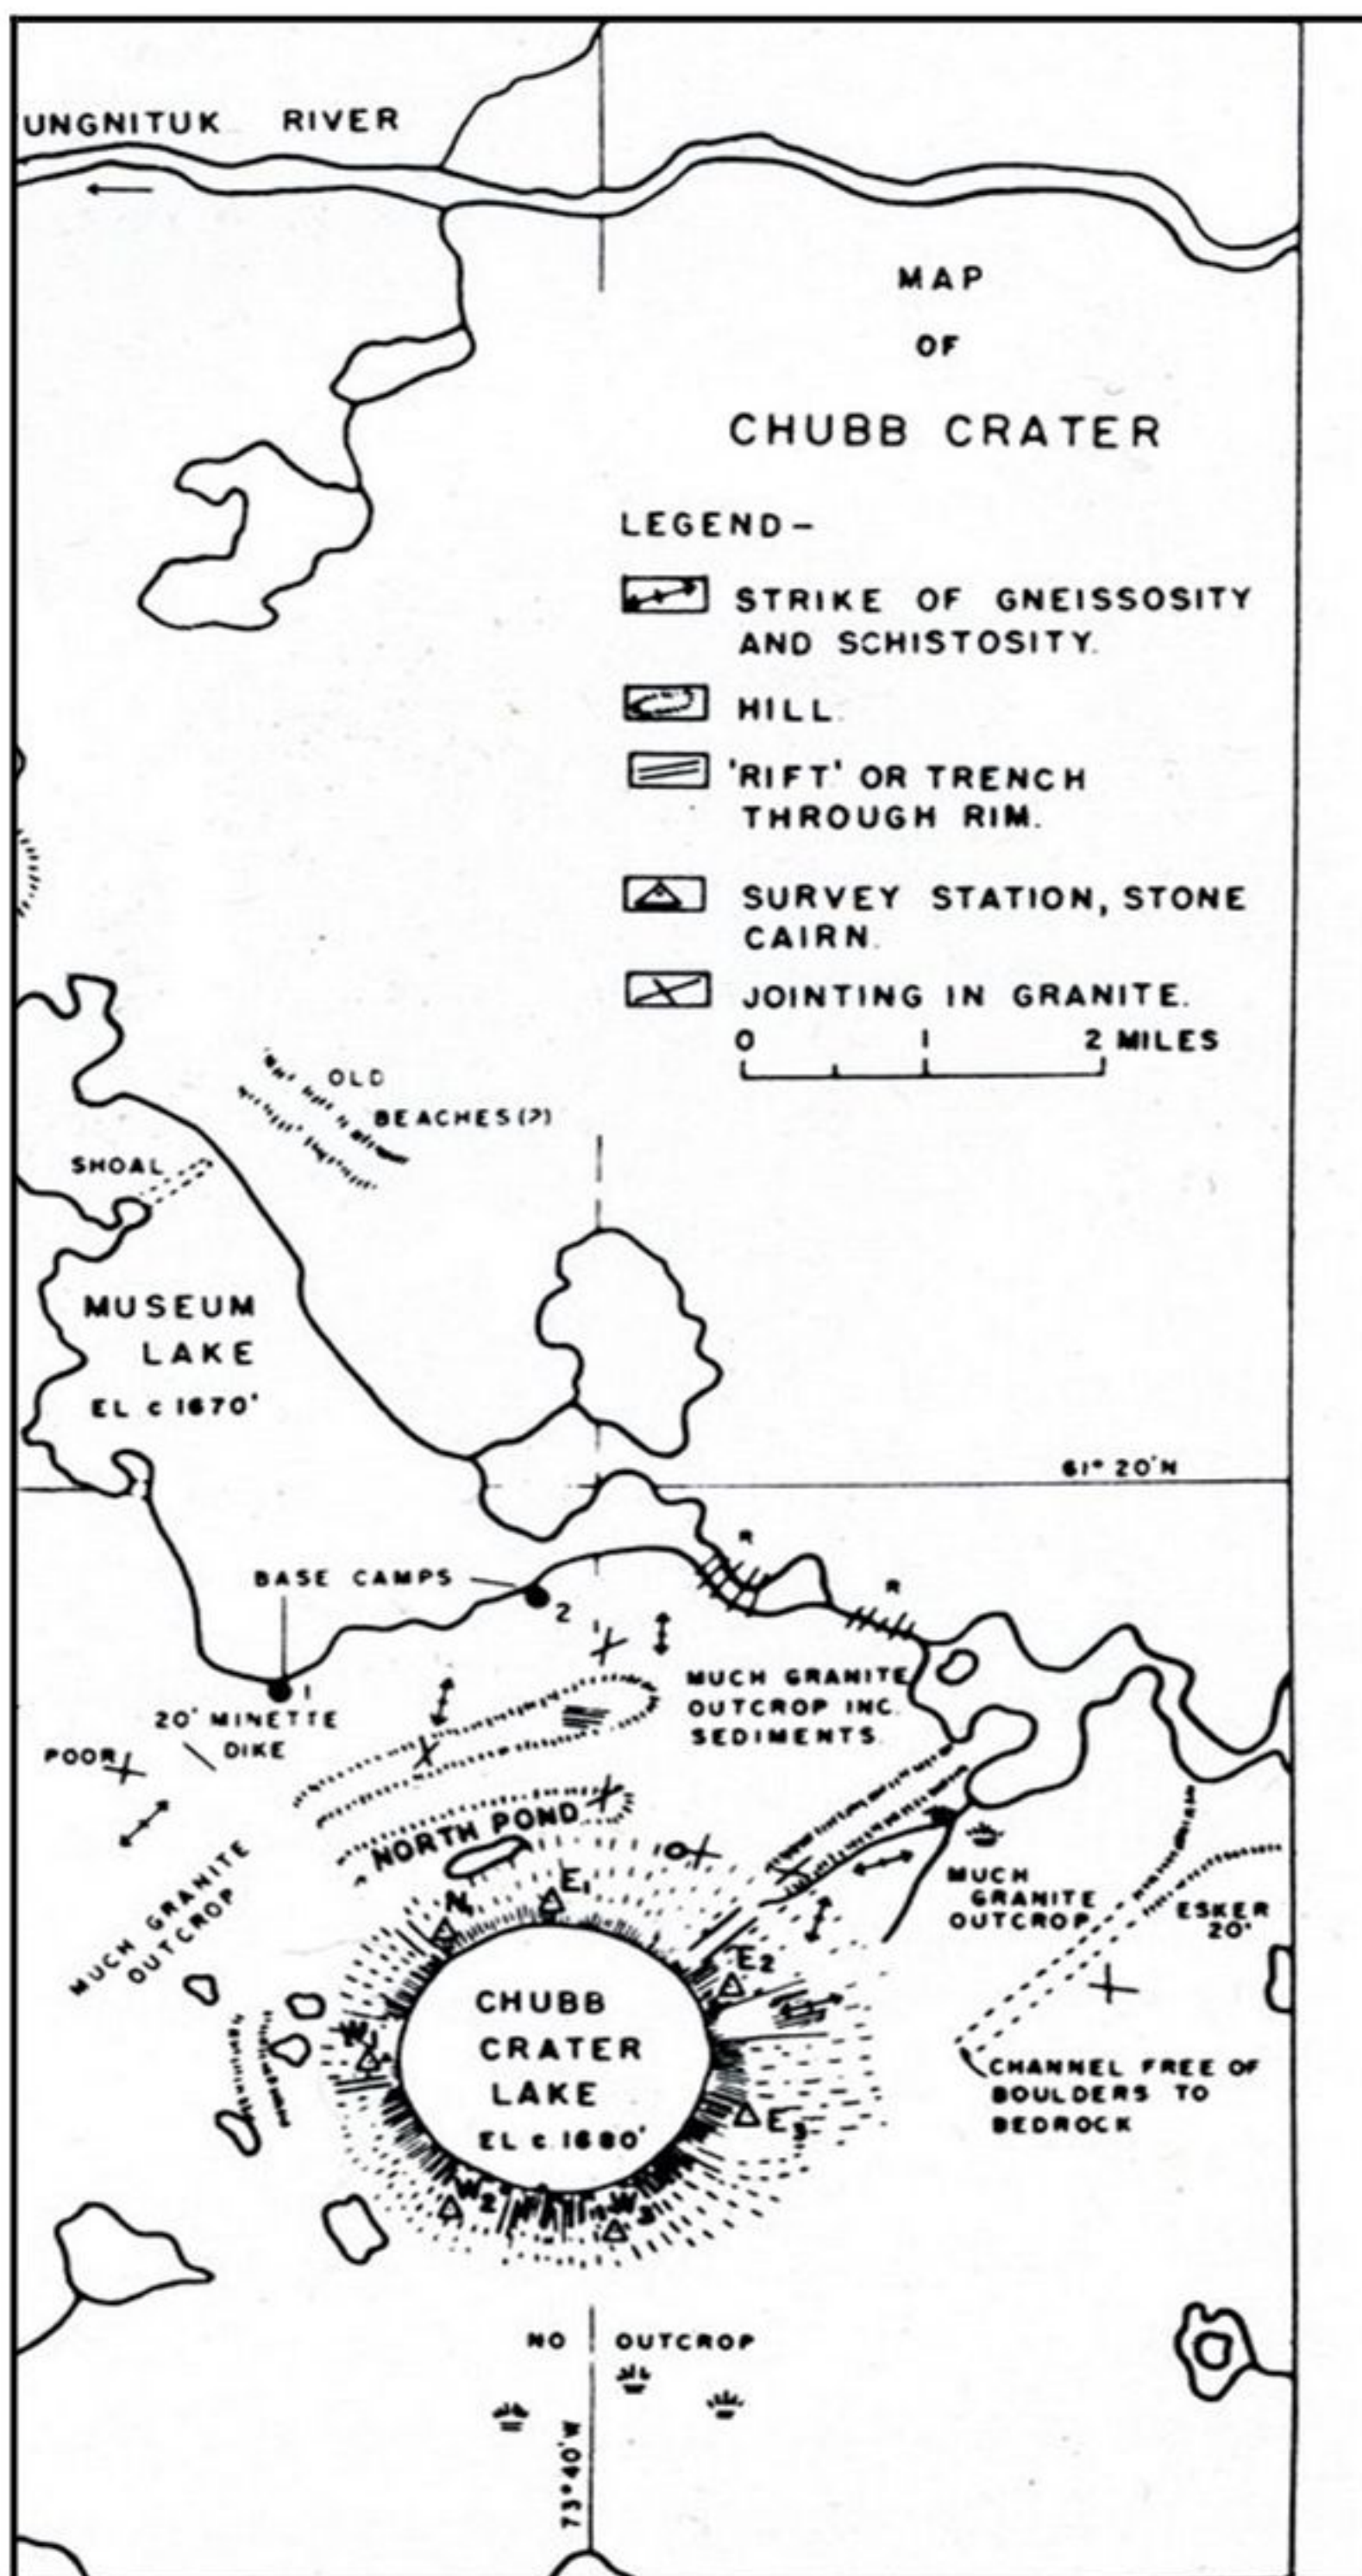 UNGNITUK RIVER
MAP
OF
CHUBB CRATER
LEGEND-
STRIKE OF GNEISSOSITY
AND SCHISTOSITY.
HILL.
'RIFT' OR TRENCH
THROUGH RIM.
SURVEY STATION, STONE
CAIRN.
JOINTING IN GRANITE.
0 1 2 MILES
OLD
BEACHES(?)
SHOAL
MUSEUM
LAKE
EL c 1670'
61° 20'N
R
R
BASE CAMPS
2
1
MUCH GRANITE
OUTCROP INC.
SEDIMENTS.
20' MINETTE
DIKE
POOR
NORTH POND
MUCH GRANITE
OUTCROP
MUCH
GRANITE
OUTCROP
ESKER
20'
N1
E1
E2
CHUBB
CRATER
LAKE
EL c. 1680'
W1
E3
W2
W3
CHANNEL FREE OF
BOULDERS TO
BEDROCK
NO OUTCROP
73°40'W